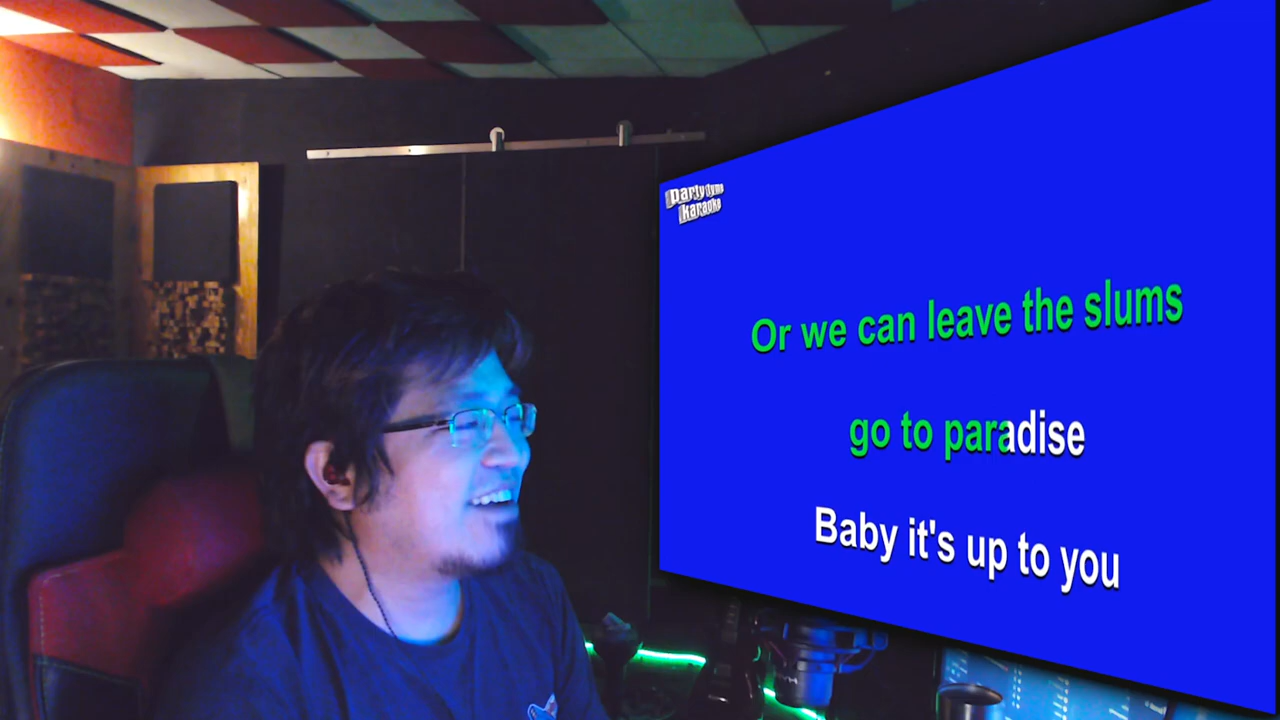 Party Tyme
Karaoke
Or we can leave the slums
go to paradise
Baby it's up to you